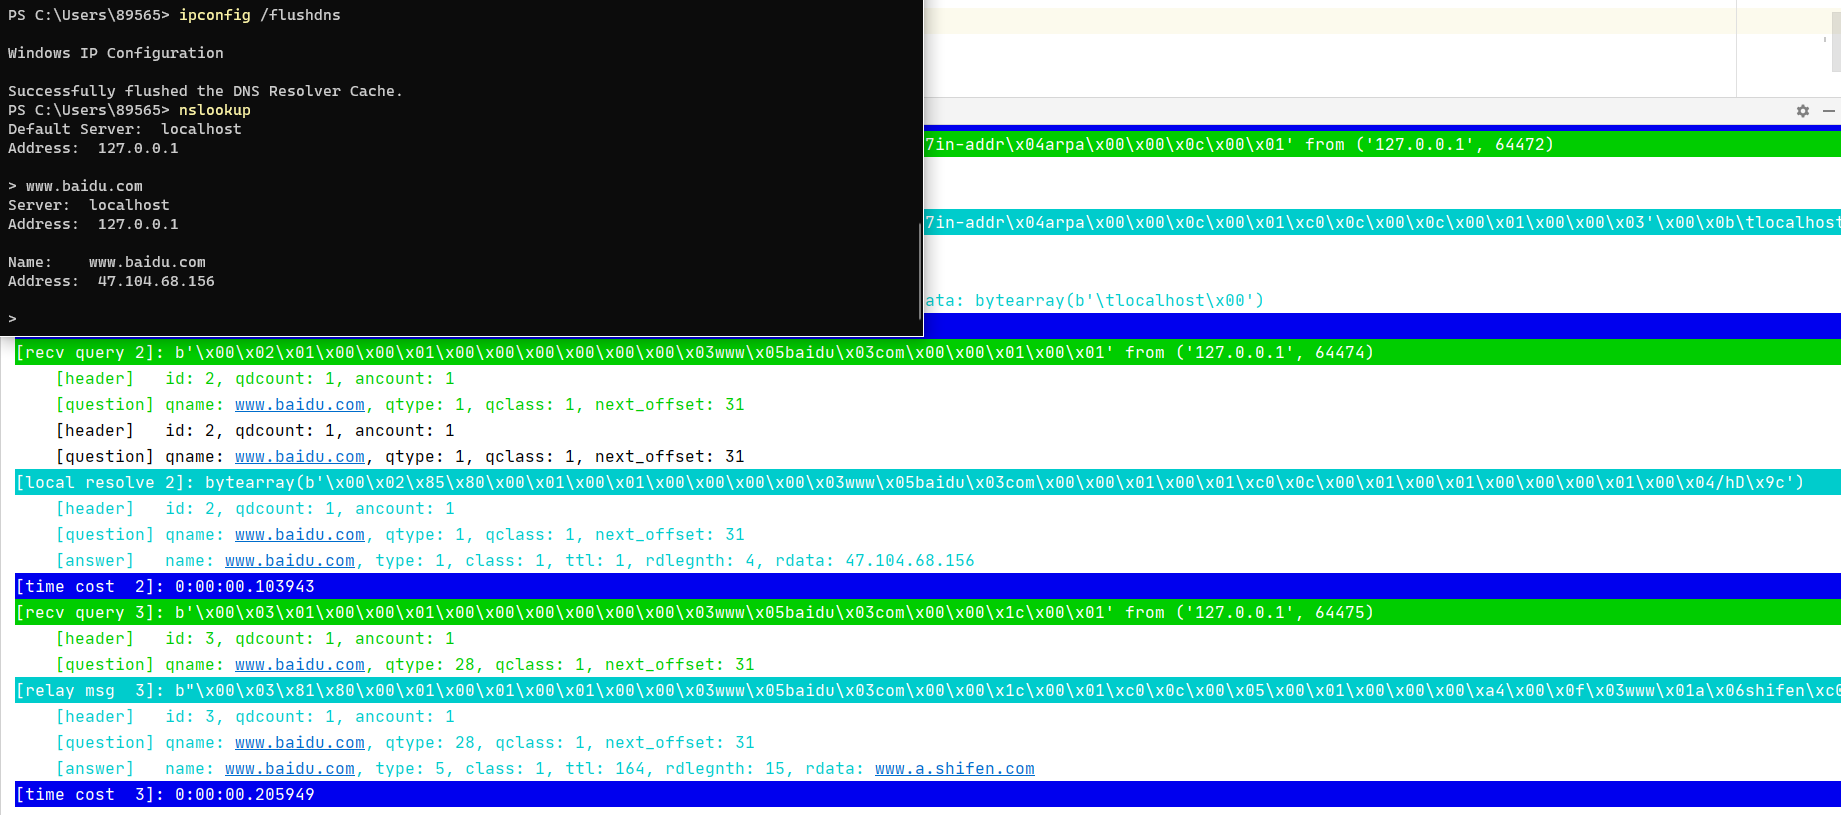 PS C:\Users\89565> ipconfig /flushdns
Windows IP Configuration
Successfully flushed the DNS Resolver Cache.
PS C:\Users\89565> nslookup
Default Server:  localhost
Address:  127.0.0.1
> www.baidu.com
Server:  localhost
Address:  127.0.0.1
Name:    www.baidu.com
Address:  47.104.68.156
>
7in-addr\x04arpa\x00\x00\x0c\x00\x01' from ('127.0.0.1', 64472)
7in-addr\x04arpa\x00\x00\x0c\x00\x01\xc0\x0c\x00\x0c\x00\x01\x00\x00\x03'\x00\x0b\tlocalhost
ata: bytearray(b'\tlocalhost\x00')
[recv query 2]: b'\x00\x02\x01\x00\x00\x01\x00\x00\x00\x00\x00\x00\x03www\x05baidu\x03com\x00\x00\x01\x00\x01' from ('127.0.0.1', 64474)
[header]   id: 2, qdcount: 1, ancount: 1
[question] qname: www.baidu.com, qtype: 1, qclass: 1, next_offset: 31
[header]   id: 2, qdcount: 1, ancount: 1
[question] qname: www.baidu.com, qtype: 1, qclass: 1, next_offset: 31
[local resolve 2]: bytearray(b'\x00\x02\x85\x80\x00\x01\x00\x01\x00\x00\x00\x00\x03www\x05baidu\x03com\x00\x00\x01\x00\x01\xc0\x0c\x00\x01\x00\x01\x00\x00\x00\x01\x00\x04/hD\x9c')
[header]   id: 2, qdcount: 1, ancount: 1
[question] qname: www.baidu.com, qtype: 1, qclass: 1, next_offset: 31
[answer]   name: www.baidu.com, type: 1, class: 1, ttl: 1, rdlegnth: 4, rdata: 47.104.68.156
[time cost  2]: 0:00:00.103943
[recv query 3]: b'\x00\x03\x01\x00\x00\x01\x00\x00\x00\x00\x00\x00\x03www\x05baidu\x03com\x00\x00\x1c\x00\x01' from ('127.0.0.1', 64475)
[header]   id: 3, qdcount: 1, ancount: 1
[question] qname: www.baidu.com, qtype: 28, qclass: 1, next_offset: 31
[relay msg  3]: b"\x00\x03\x81\x80\x00\x01\x00\x01\x00\x01\x00\x00\x03www\x05baidu\x03com\x00\x00\x1c\x00\x01\xc0\x0c\x00\x05\x00\x01\x00\x00\x00\xa4\x00\x0f\x03www\x01a\x06shifen\xc0
[header]   id: 3, qdcount: 1, ancount: 1
[question] qname: www.baidu.com, qtype: 28, qclass: 1, next_offset: 31
[answer]   name: www.baidu.com, type: 5, class: 1, ttl: 164, rdlegnth: 15, rdata: www.a.shifen.com
[time cost  3]: 0:00:00.205949